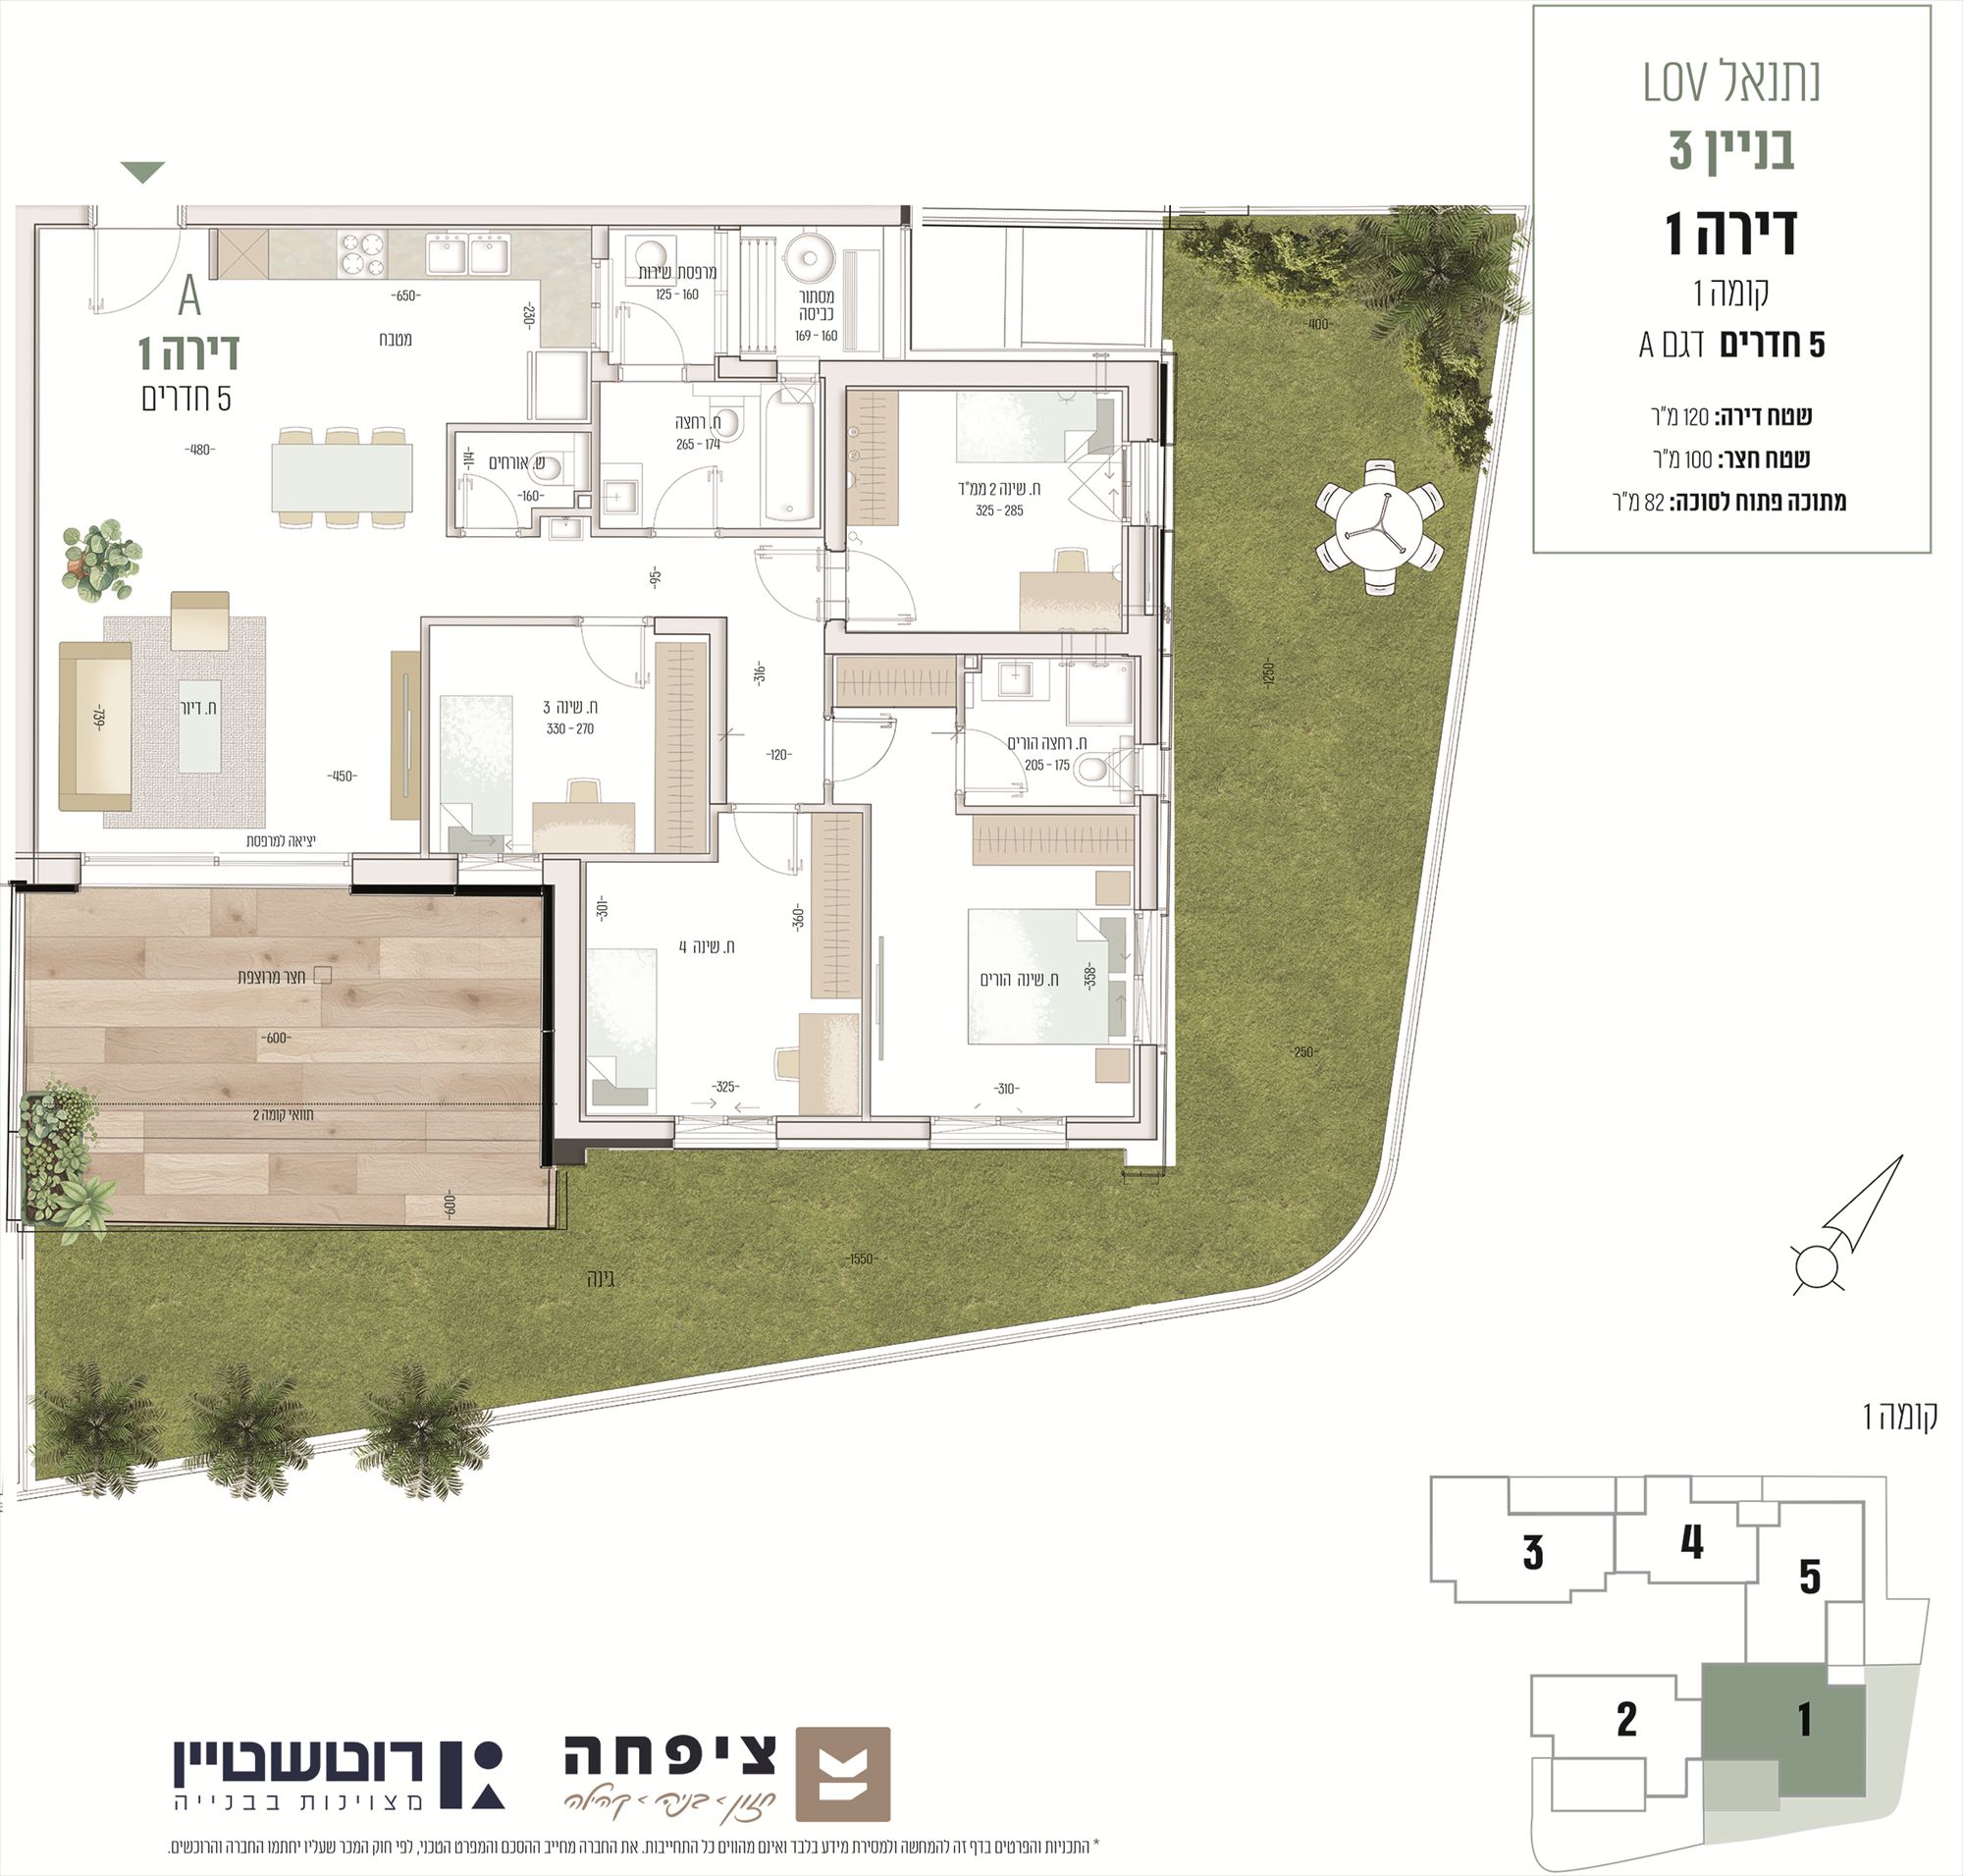 נתנאל LOV
בניין 3
דירה 1
קומה 1
5 חדרים דגם A
שטח דירה: 120 מ"ר
שטח חצר: 100 מ"ר
מתוכה פתוח לסוכה: 82 מ"ר
A
דירה 1
5 חדרים
-650-
-230-
מטבח
-480-
מרפסת שירות
125 - 160
מסתור
כביסה
169 - 160
ח. רחצה
265 - 174
ש. אורחים
-114-
-160-
ח. שינה 2 ממ"ד
325 - 285
-400-
-95-
-1250-
-316-
-120-
ח. שינה 3
330 - 270
ח. דיור
-739-
-450-
יציאה למרפסת
ח. רחצה הורים
205 - 175
-301-
-360-
ח. שינה 4
-325-
ח. שינה הורים
-358-
-310-
-250-
חצר מרוצפת
-600-
תוואי קומה 2
-600-
-1550-
גינה
קומה 1
3
4
5
2
1
רוטשטיין
מצוינות בבנייה
ציפחה
חזון > בניה > קהילה
* התכניות והפרטים בדף זה להמחשה ולמסירת מידע בלבד ואינם מהווים כל התחייבות. את החברה מחייב ההסכם והמפרט הטכני, לפי חוק המכר שעליו יחתמו החברה והרוכשים.